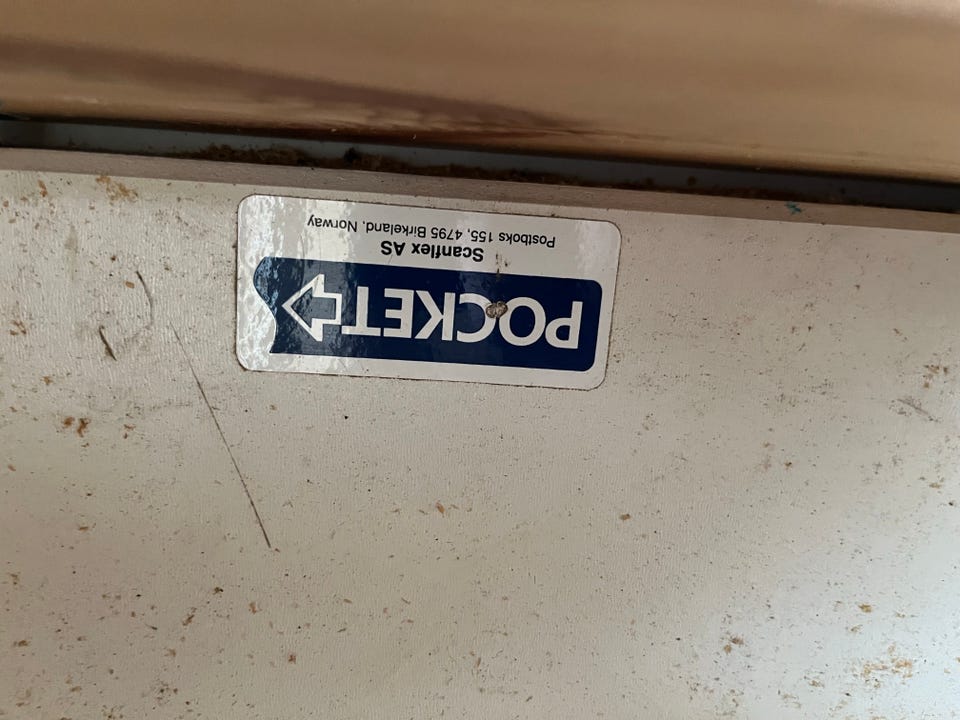 POCKET
Scanflex AS
Postboks 155, 4795 Birkeland, Norway